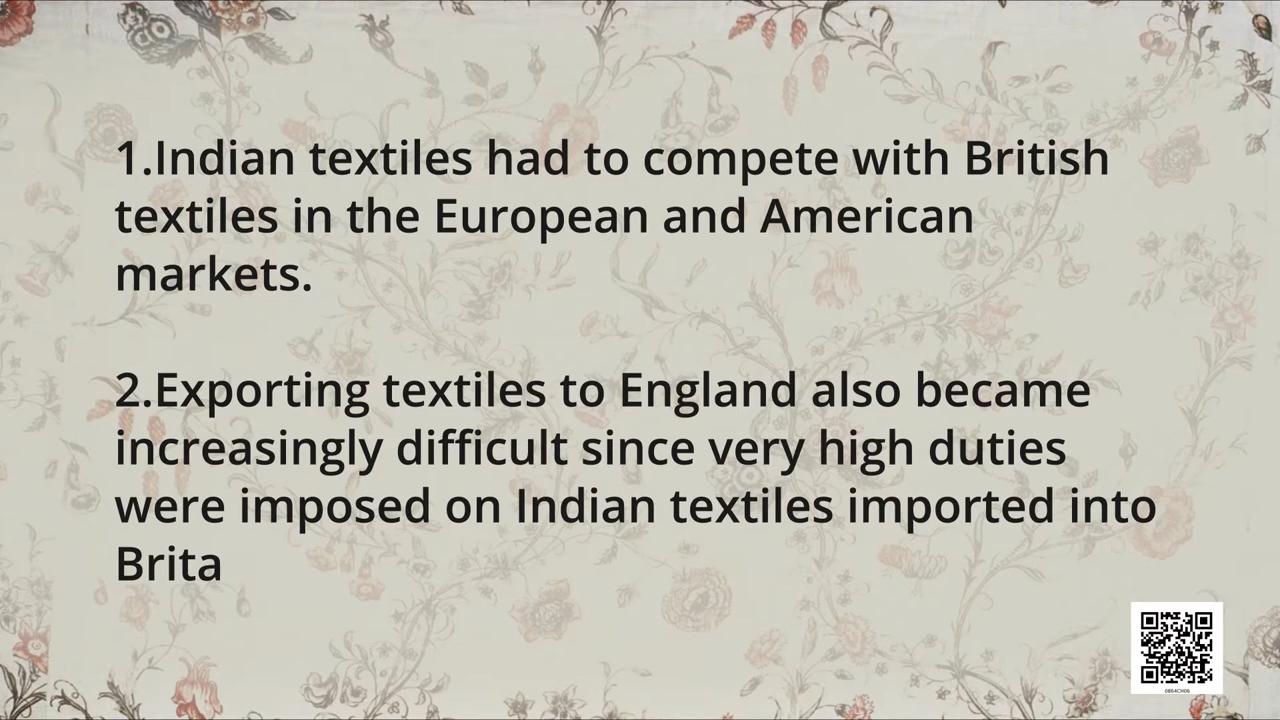 1.Indian textiles had to compete with British
textiles in the European and American
markets.
2.Exporting textiles to England also became
increasingly difficult since very high duties
were imposed on Indian textiles imported into
Brita